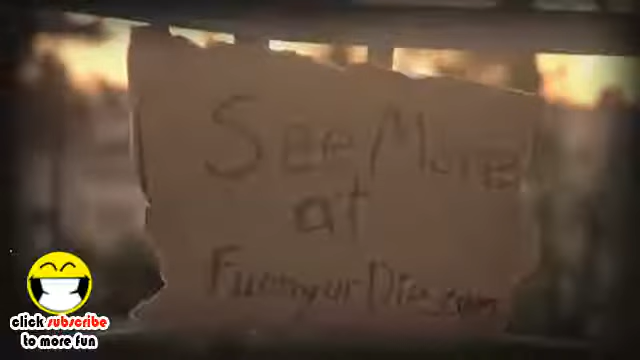 See More
at
FunnyorDie.com
click subscribe
to more fun